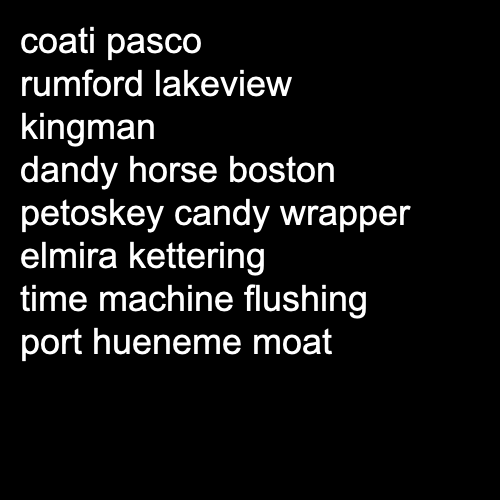 coati pasco
rumford lakeview
kingman
dandy horse boston
petoskey candy wrapper
elmira kettering
time machine flushing
port hueneme moat